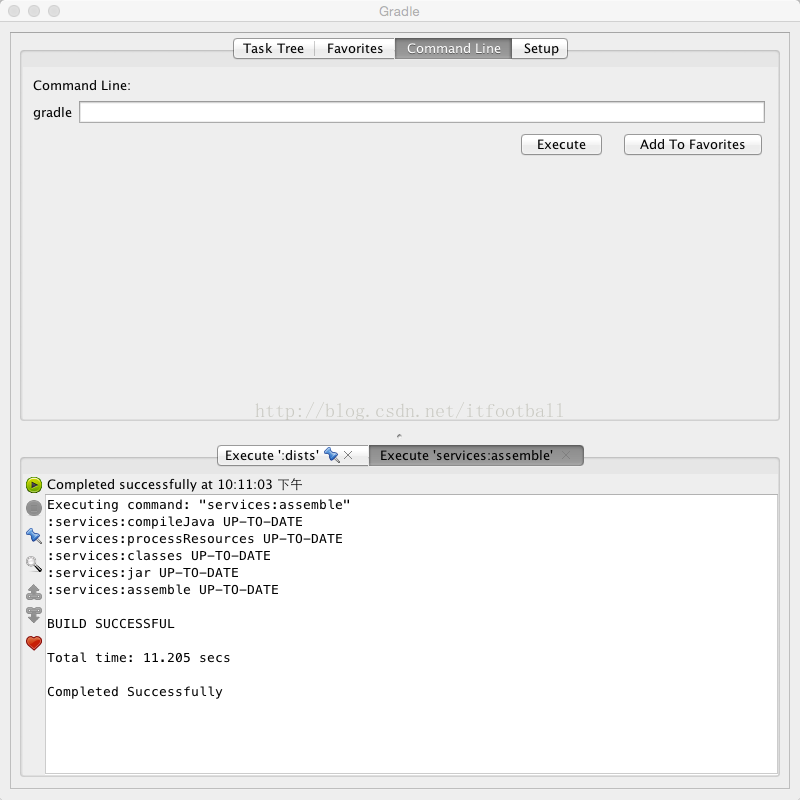 Gradle
Task Tree Favorites Command Line Setup
Command Line:
gradle
Execute Add To Favorites
http://blog.csdn.net/itfootball
Execute ':dists' Execute 'services:assemble'
Completed successfully at 10:11:03 下午
Executing command: "services:assemble"
:services:compileJava UP-TO-DATE
:services:processResources UP-TO-DATE
:services:classes UP-TO-DATE
:services:jar UP-TO-DATE
:services:assemble UP-TO-DATE
BUILD SUCCESSFUL
Total time: 11.205 secs
Completed Successfully